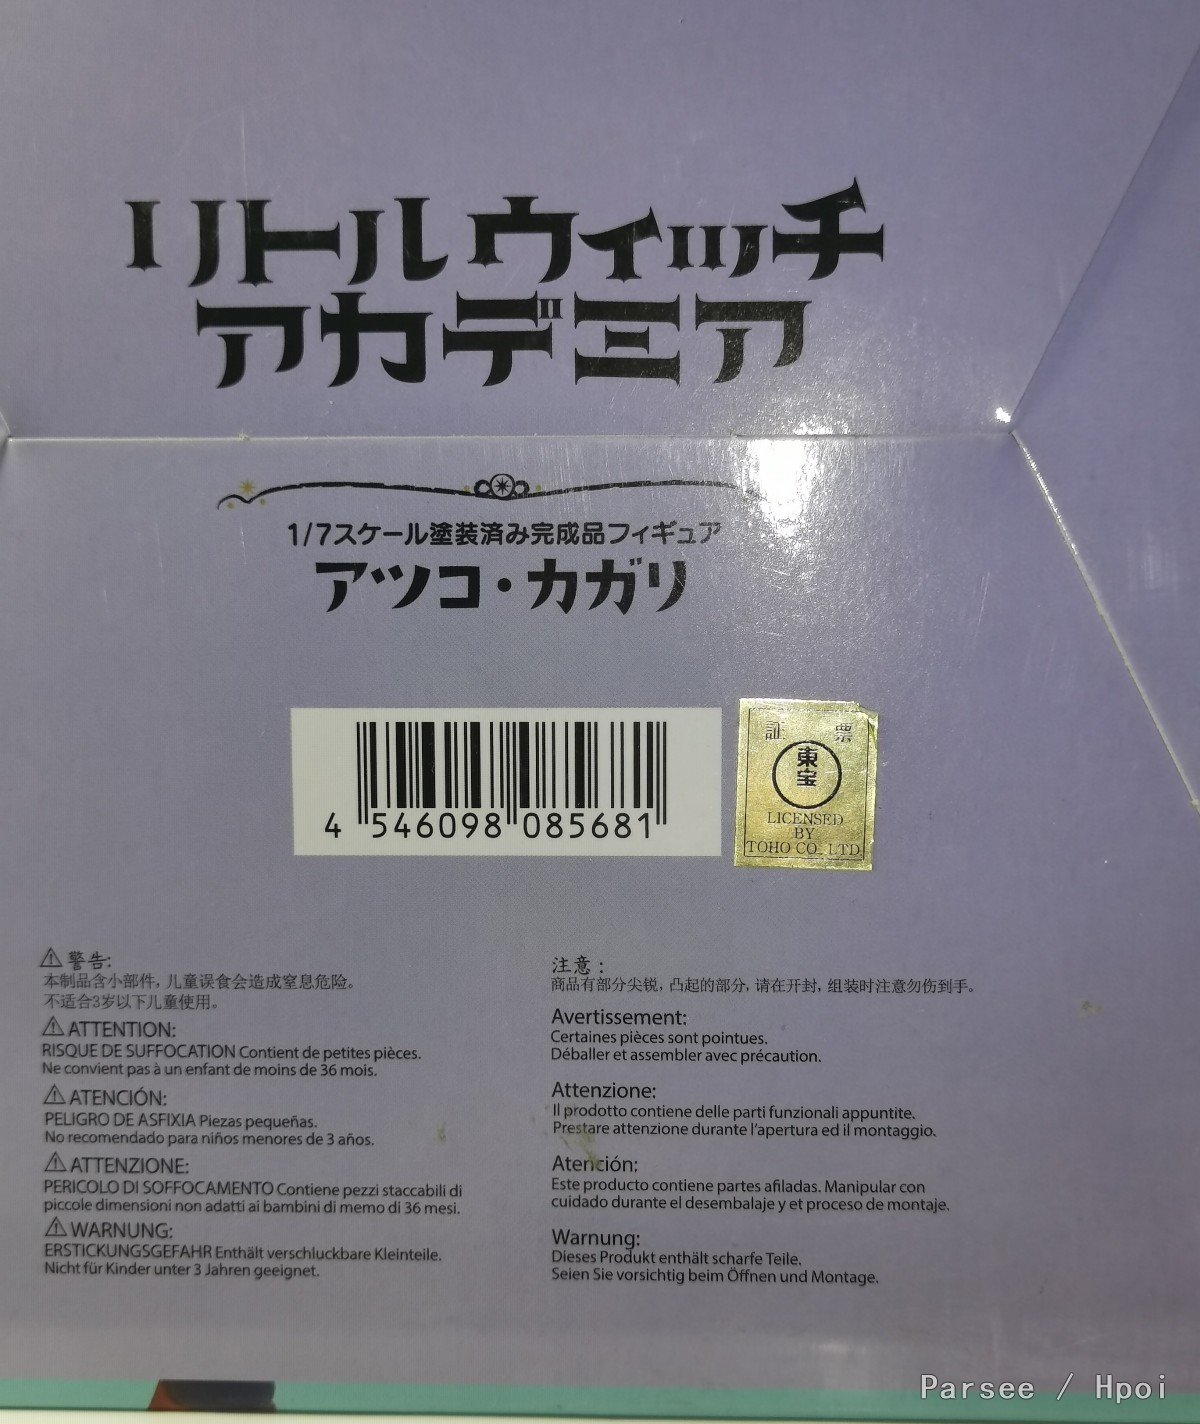 リトルウィッチ
アカデミア
1/7スケール塗装済み完成品フィギュア
アツコ・カガリ
4 546098 085681
証 票
東宝
LICENSED
BY
TOHO CO., LTD.
⚠警告:
本制品含小部件, 儿童误食会造成窒息危险。
不适合3岁以下儿童使用。
⚠ATTENTION:
RISQUE DE SUFFOCATION Contient de petites pièces.
Ne convient pas à un enfant de moins de 36 mois.
⚠ATENCIÓN:
PELIGRO DE ASFIXIA Piezas pequeñas.
No recomendado para niños menores de 3 años.
⚠ATTENZIONE:
PERICOLO DI SOFFOCAMENTO Contiene pezzi staccabili di
piccole dimensioni non adatti ai bambini di memo di 36 mesi.
⚠WARNUNG:
ERSTICKUNGSGEFAHR Enthält verschluckbare Kleinteile.
Nicht für Kinder unter 3 Jahren geeignet.
注意 :
商品有部分尖锐, 凸起的部分, 请在开封, 组装时注意勿伤到手。
Avertissement:
Certaines pièces sont pointues.
Déballer et assembler avec précaution.
Attenzione:
Il prodotto contiene delle parti funzionali appuntite.
Prestare attenzione durante l'apertura ed il montaggio.
Atención:
Este producto contiene partes afiladas. Manipular con
cuidado durante el desembalaje y et proceso de montaje.
Warnung:
Dieses Produkt enthält scharfe Teile.
Seien Sie vorsichtig beim Öffnen und Montage.
Parsee / Hpoi